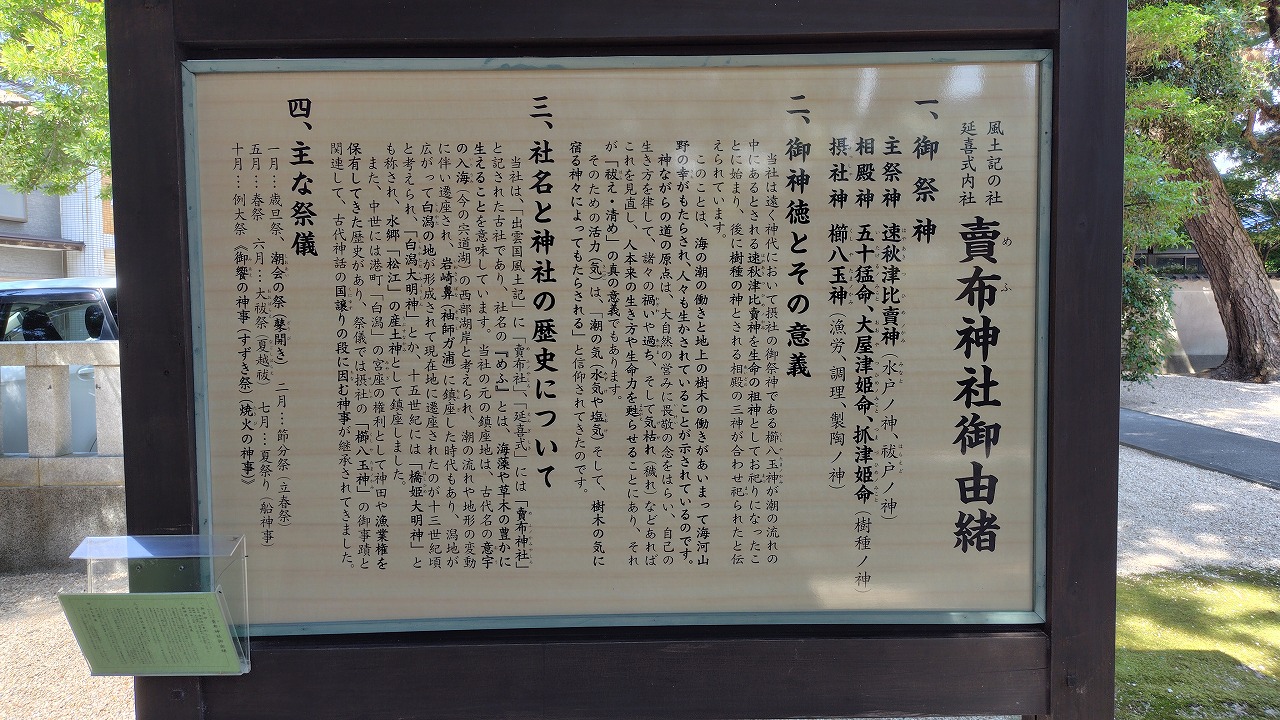 風土記の社
延喜式内社
賣布神社御由緒
めふ
一、御祭神
主祭神 速秋津比賣神（水戸ノ神 祓戸ノ神）
相殿神 五十猛命、大屋津姫命、抓津姫命（樹種ノ神）
摂社神 櫛八玉神（漁労、調理、製陶ノ神）
二、御神徳とその意義
当社は遠き神代において摂社の御祭神である櫛八玉神が潮の流れの
中にあるとされる速秋津比賣神を生命の祖神としてお祀りになったこ
とに始まり、後に樹種の神とされる相殿の三神が合わせ祀られたと伝
えられています。
このことは、海の潮の働きと地上の樹木の働きがあいまって海河山
野の幸がもたらされ、人々も生かされていることが示されているのです。
神ながらの道の原点は、大自然の営みに畏敬の念をはらい、自己の
生き方を律して、諸々の禍いや過ち、そして気枯れ（穢れ）などあれば
これを見直し、人本来の生き方や生命力を甦らせることにあり、それ
が「祓え・清め」の真の意義でもあります。
そのための活力（気）は、「潮の気（水気や塩気）そして、樹木の気に
宿る神々によってもたらされる」と信仰されてきたのです。
三、社名と神社の歴史について
当社は、「出雲国風土記」に「賣布社」、「延喜式」には「賣布神社」
と記された古社であり、社名の「めふ」とは、海藻や草木の豊かに
生えることを意味しています。当社の元の鎮座地は、古代名の意宇
の入海（今の宍道湖）の西部湖岸と考えられ、潮の流れや地形の変動
に伴い遷座され、岩崎鼻（袖師ガ浦）に鎮座した時代もあり、潟地が
広がって白潟の地が形成されて現在地に遷座されたのが十三世紀頃
と考えられ、「白潟大明神」とか、十五世紀には「橋姫大明神」と
も称され、水郷「松江」の産土神として鎮座しました。
また、中世には港町「白潟」の宮座の権利として神田や漁業権を
保有してきた歴史があり、祭儀では摂社の「櫛八玉神」の御事蹟と
関連して、古代神話の国譲りの段に因む神事が継承されてきました。
四、主な祭儀
一月…歳旦祭、潮会の祭（𤇆開き） 二月…節分祭（立春祭）
五月…春祭 六月…大祓祭（夏越祓） 七月…夏祭り（祭神事）
十月…例大祭（御饗の神事（すずき祭）（焼火の神事））